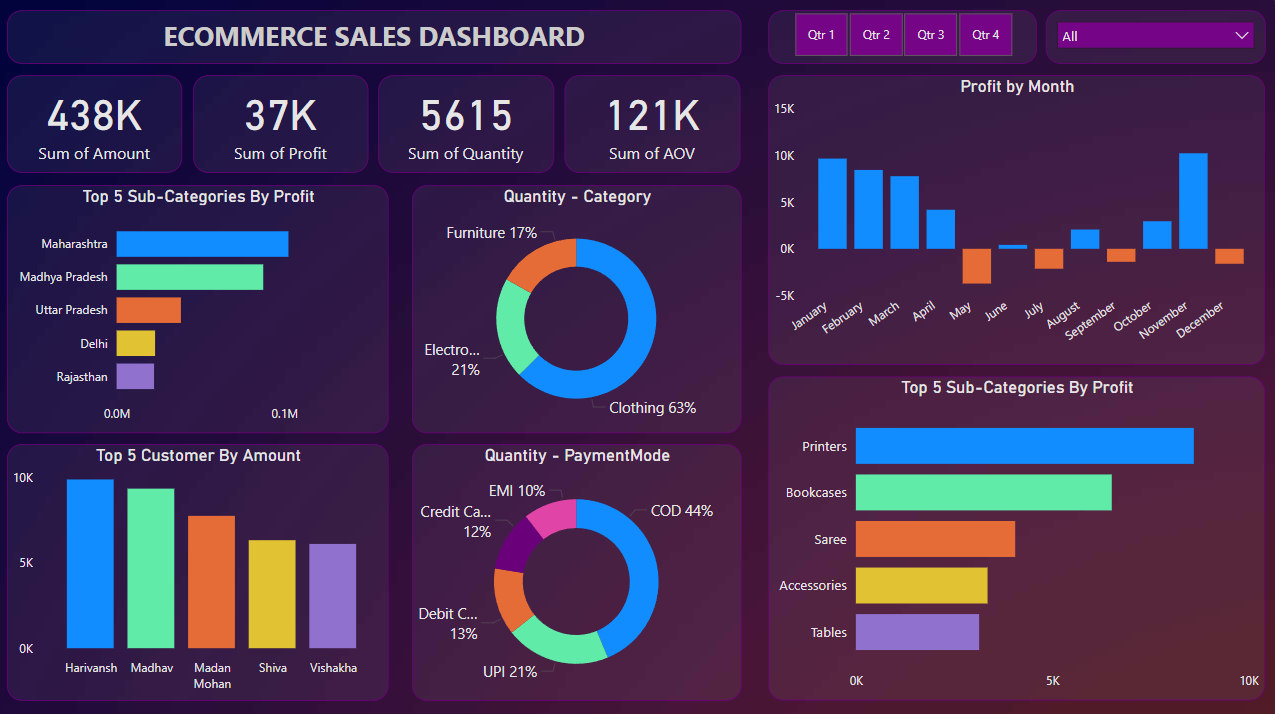 ECOMMERCE SALES DASHBOARD
Qtr 1
Qtr 2
Qtr 3
Qtr 4
All
438K
Sum of Amount
37K
Sum of Profit
5615
Sum of Quantity
121K
Sum of AOV
Profit by Month
15K
10K
5K
0K
-5K
January
February
March
April
May
June
July
August
September
October
November
December
Top 5 Sub-Categories By Profit
Maharashtra
Madhya Pradesh
Uttar Pradesh
Delhi
Rajasthan
0.0M
0.1M
Quantity - Category
Furniture 17%
Electro...
21%
Clothing 63%
Top 5 Customer By Amount
10K
5K
0K
Harivansh
Madhav
Madan
Mohan
Shiva
Vishakha
Quantity - PaymentMode
EMI 10%
COD 44%
Credit Ca...
12%
Debit C...
13%
UPI 21%
Top 5 Sub-Categories By Profit
Printers
Bookcases
Saree
Accessories
Tables
0K
5K
10K